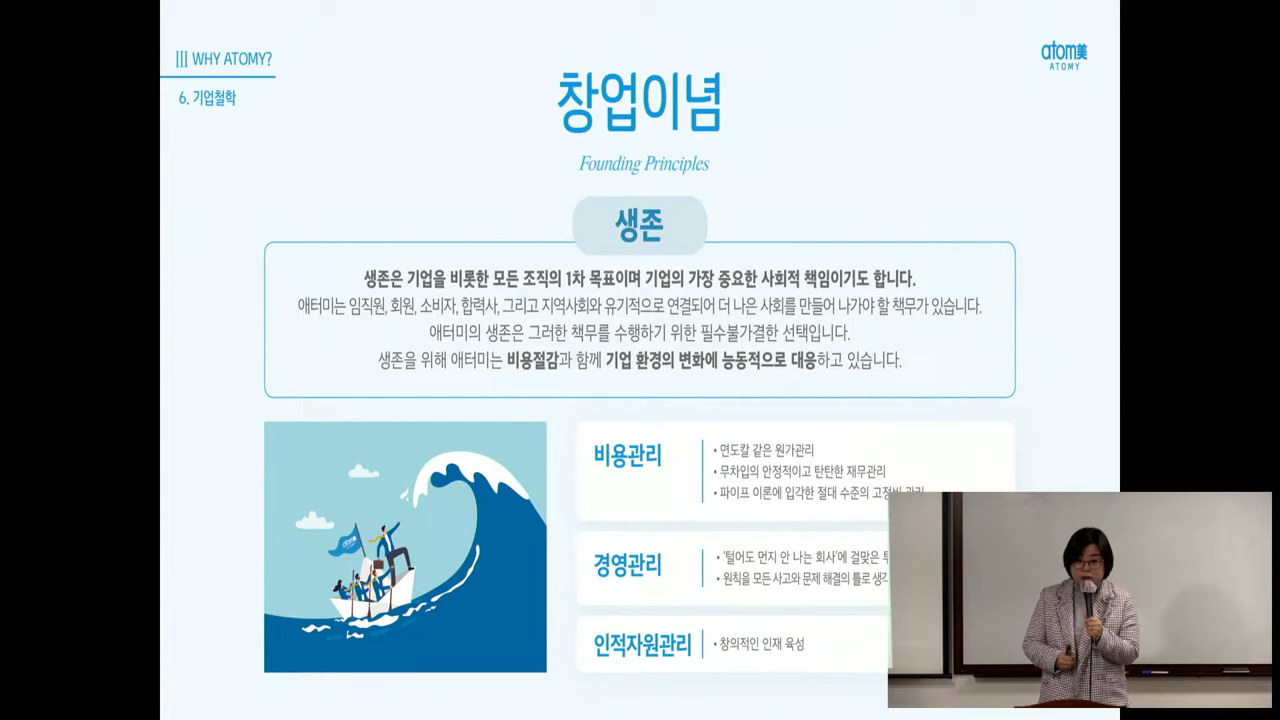 III WHY ATOMY?
6. 기업철학
atom美
ATOMY
창업이념
Founding Principles
생존
생존은 기업을 비롯한 모든 조직의 1차 목표이며 기업의 가장 중요한 사회적 책임이기도 합니다.
애터미는 임직원, 회원, 소비자, 합력사, 그리고 지역사회와 유기적으로 연결되어 더 나은 사회를 만들어 나가야 할 책무가 있습니다.
애터미의 생존은 그러한 책무를 수행하기 위한 필수불가결한 선택입니다.
생존을 위해 애터미는 비용절감과 함께 기업 환경의 변화에 능동적으로 대응하고 있습니다.
atom美
비용관리
• 면도칼 같은 원가관리
• 무차입의 안정적이고 탄탄한 재무관리
• 파이프 이론에 입각한 절대 수준의 고정비 관리
경영관리
• '털어도 먼지 안 나는 회사'에 걸맞은
• 원칙을 모든 사고와 문제 해결의 틀로
인적자원관리
• 창의적인 인재 육성